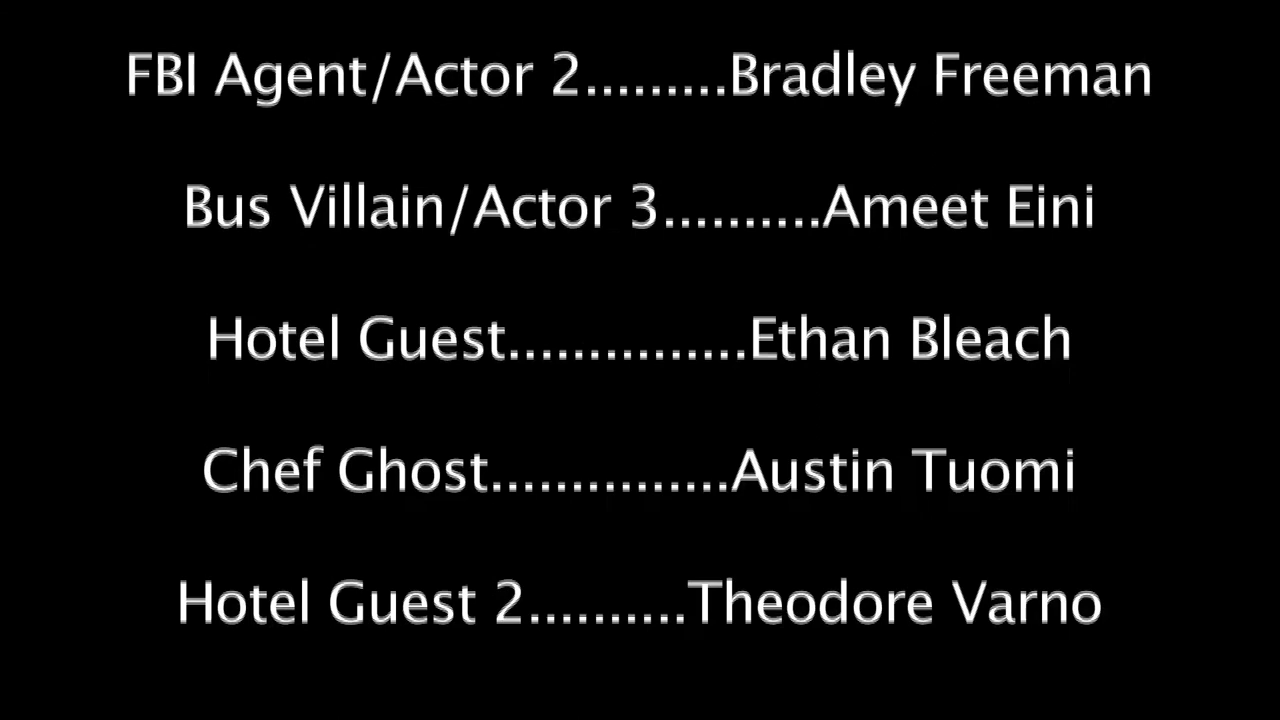 FBI Agent/Actor 2.........Bradley Freeman
Bus Villain/Actor 3..........Ameet Eini
Hotel Guest...............Ethan Bleach
Chef Ghost...............Austin Tuomi
Hotel Guest 2..........Theodore Varno